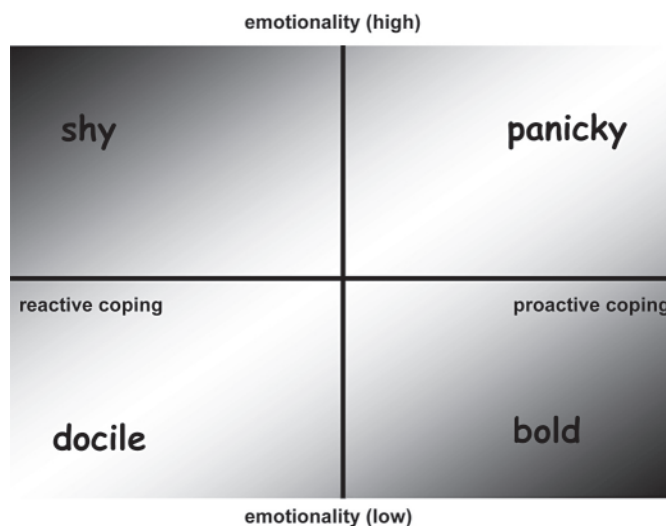 emotionality (high)
shy
panicky
reactive coping
proactive coping
docile
bold
emotionality (low)